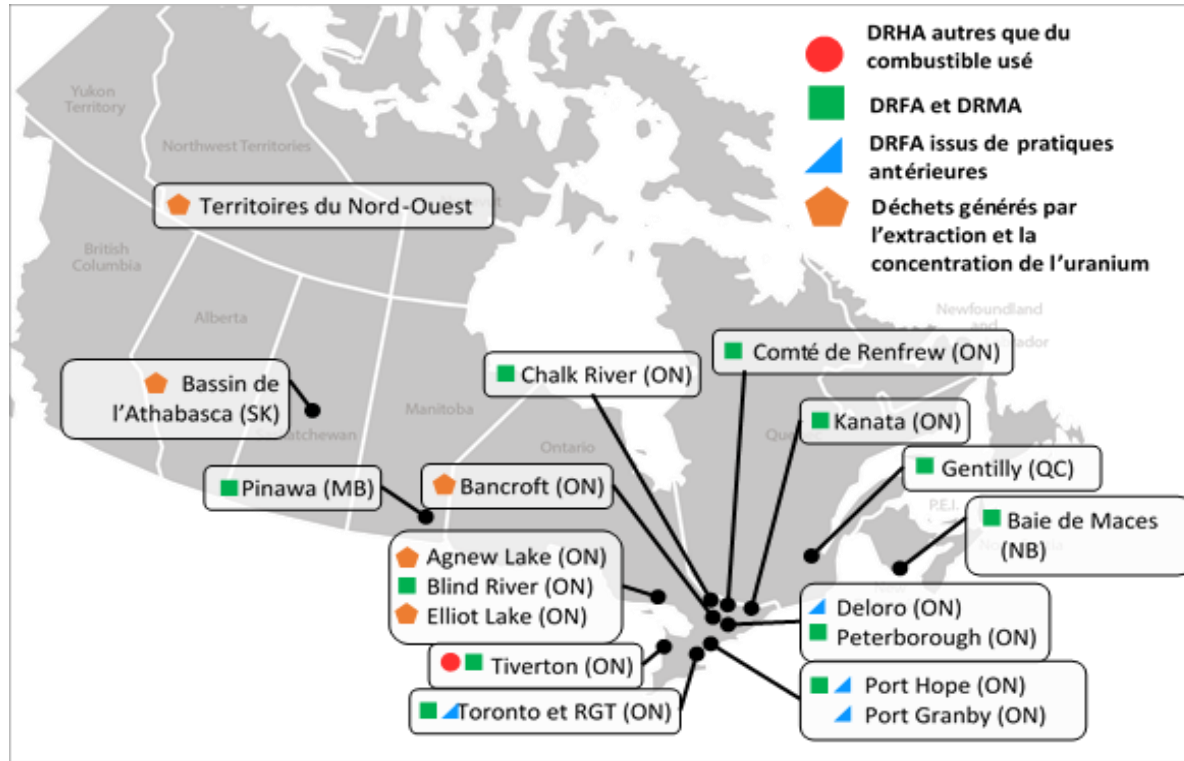 DRHA autres que du
combustible usé
DRFA et DRMA
DRFA issus de pratiques
antérieures
Déchets générés par
l'extraction et la
concentration de l'uranium
Yukon
Territory
Northwest Territories
Territoires du Nord-Ouest
British
Columbia
Alberta
Newfoundland
and
Comté de Renfrew (ON)
Chalk River (ON)
Bassin de
l'Athabasca (SK)
Manitoba
Kanata (ON)
Ontario
Gentilly (QC)
Pinawa (MB)
Bancroft (ON)
P.E.I.
Baie de Maces
(NB)
Agnew Lake (ON)
Blind River (ON)
Elliot Lake (ON)
Deloro (ON)
Peterborough (ON)
Tiverton (ON)
Port Hope (ON)
Port Granby (ON)
Toronto et RGT (ON)